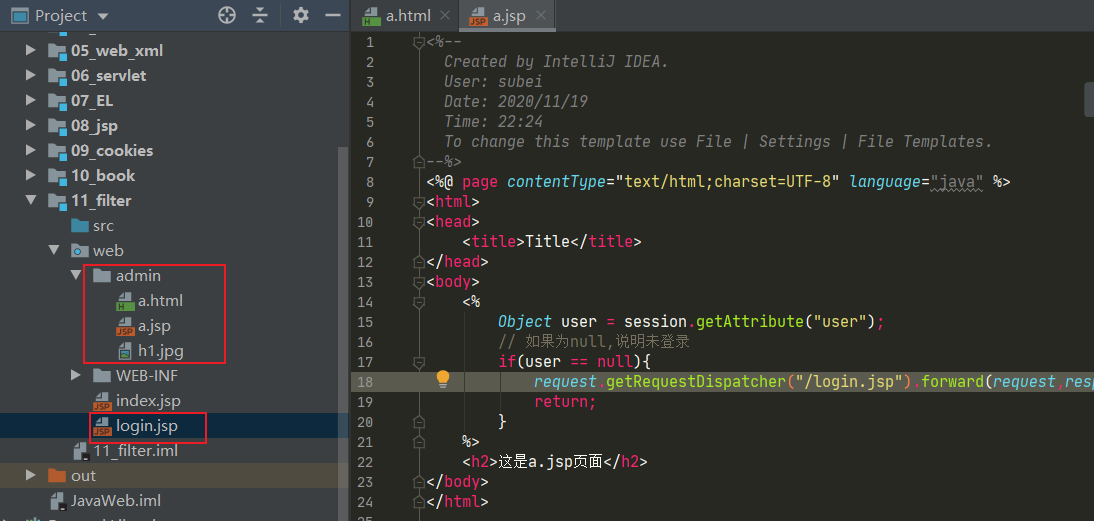 Project
05_web_xml
06_servlet
07_EL
08_jsp
09_cookies
10_book
11_filter
src
web
admin
a.html
a.jsp
h1.jpg
WEB-INF
index.jsp
login.jsp
11_filter.iml
out
JavaWeb.iml
a.html
a.jsp
1 <%--
2 Created by IntelliJ IDEA.
3 User: subei
4 Date: 2020/11/19
5 Time: 22:24
6 To change this template use File | Settings | File Templates.
7 --%>
8 <%@ page contentType="text/html;charset=UTF-8" language="java" %>
9 <html>
10 <head>
11 <title>Title</title>
12 </head>
13 <body>
14 <%
15 Object user = session.getAttribute("user");
16 // 如果为null,说明未登录
17 if(user == null){
18 request.getRequestDispatcher("/login.jsp").forward(request,resp
19 return;
20 }
21 %>
22 <h2>这是a.jsp页面</h2>
23 </body>
24 </html>
25